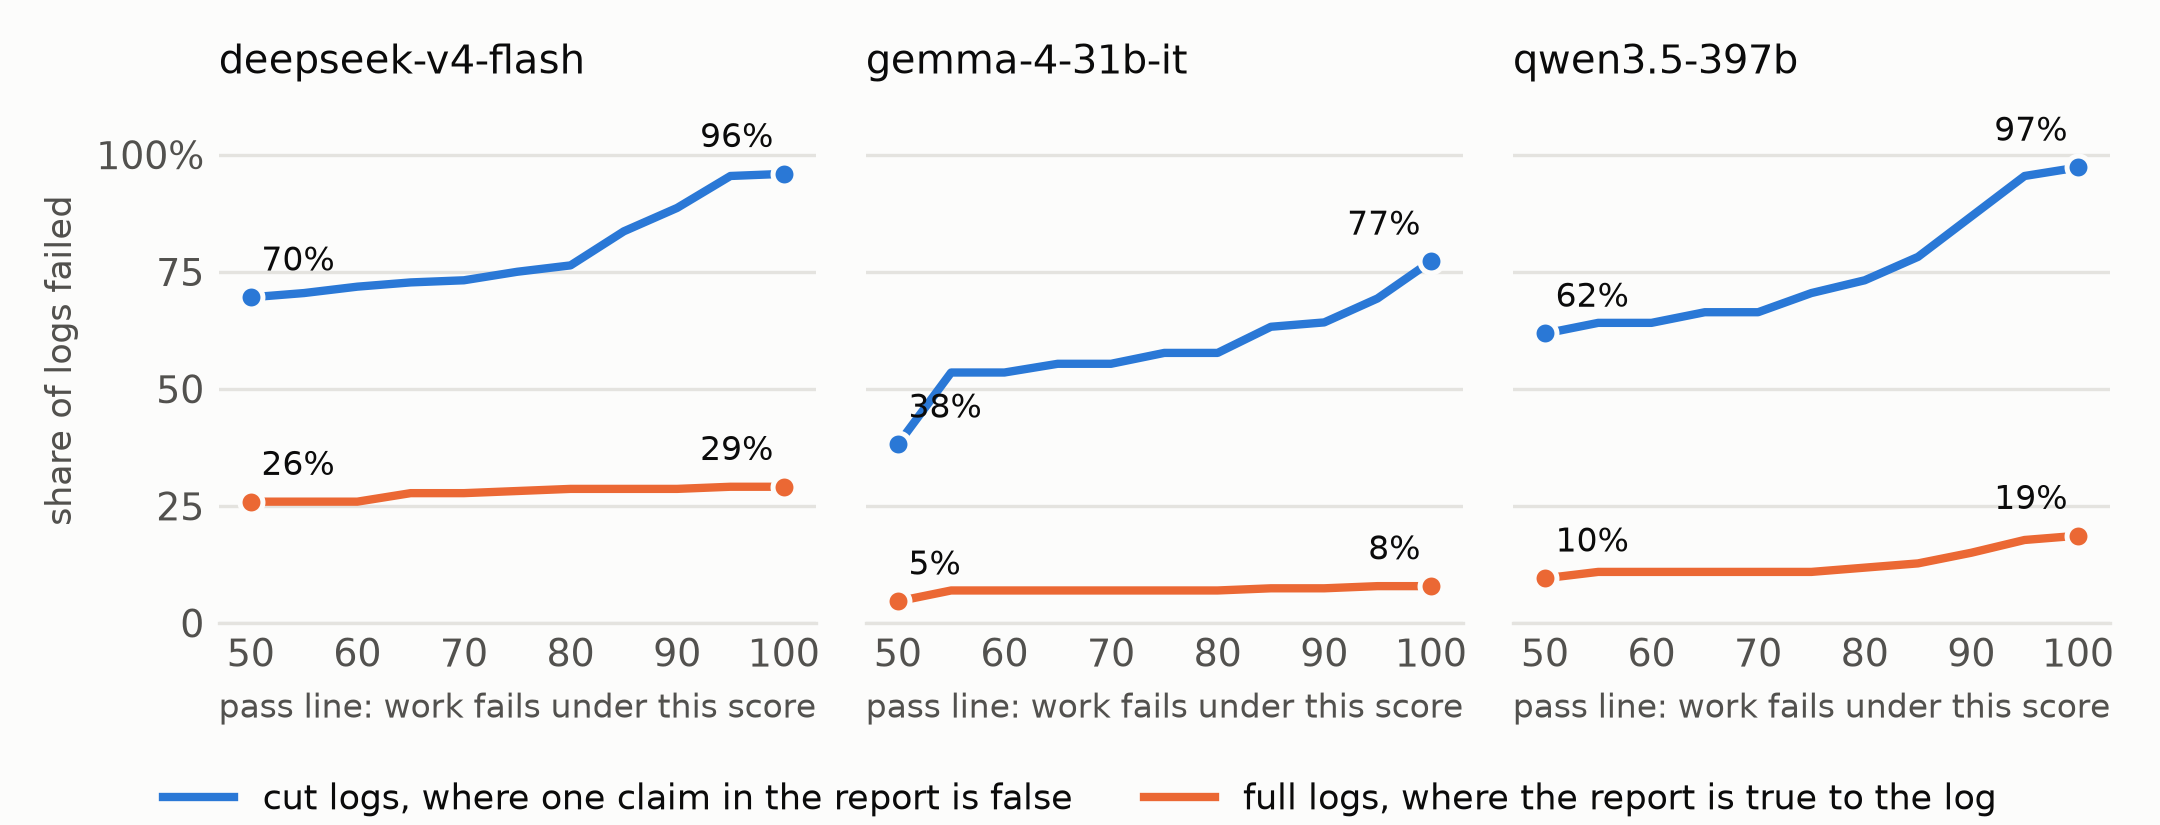 deepseek-v4-flash
gemma-4-31b-it
qwen3.5-397b
share of logs failed
100%
75
50
25
0
70%
96%
26%
29%
50 60 70 80 90 100
pass line: work fails under this score
38%
77%
5%
8%
50 60 70 80 90 100
pass line: work fails under this score
62%
97%
10%
19%
50 60 70 80 90 100
pass line: work fails under this score
cut logs, where one claim in the report is false
full logs, where the report is true to the log